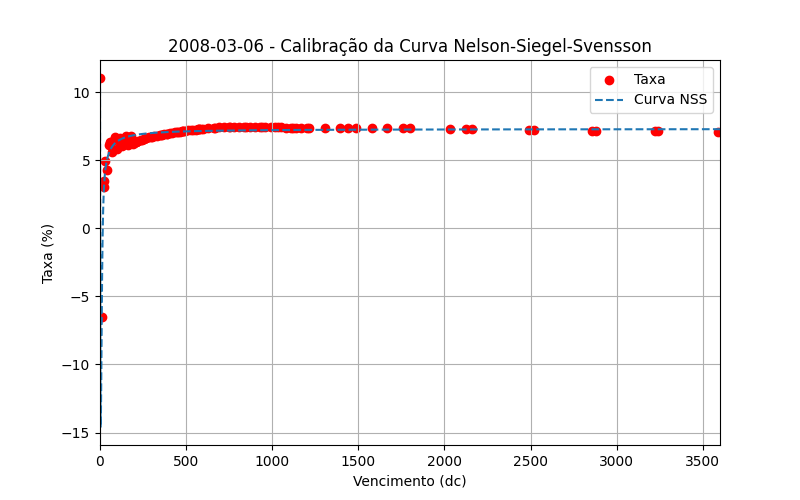 2008-03-06 - Calibração da Curva Nelson-Siegel-Svensson
Taxa
Curva NSS
Taxa (%)
10
5
0
−5
−10
−15
0 500 1000 1500 2000 2500 3000 3500
Vencimento (dc)